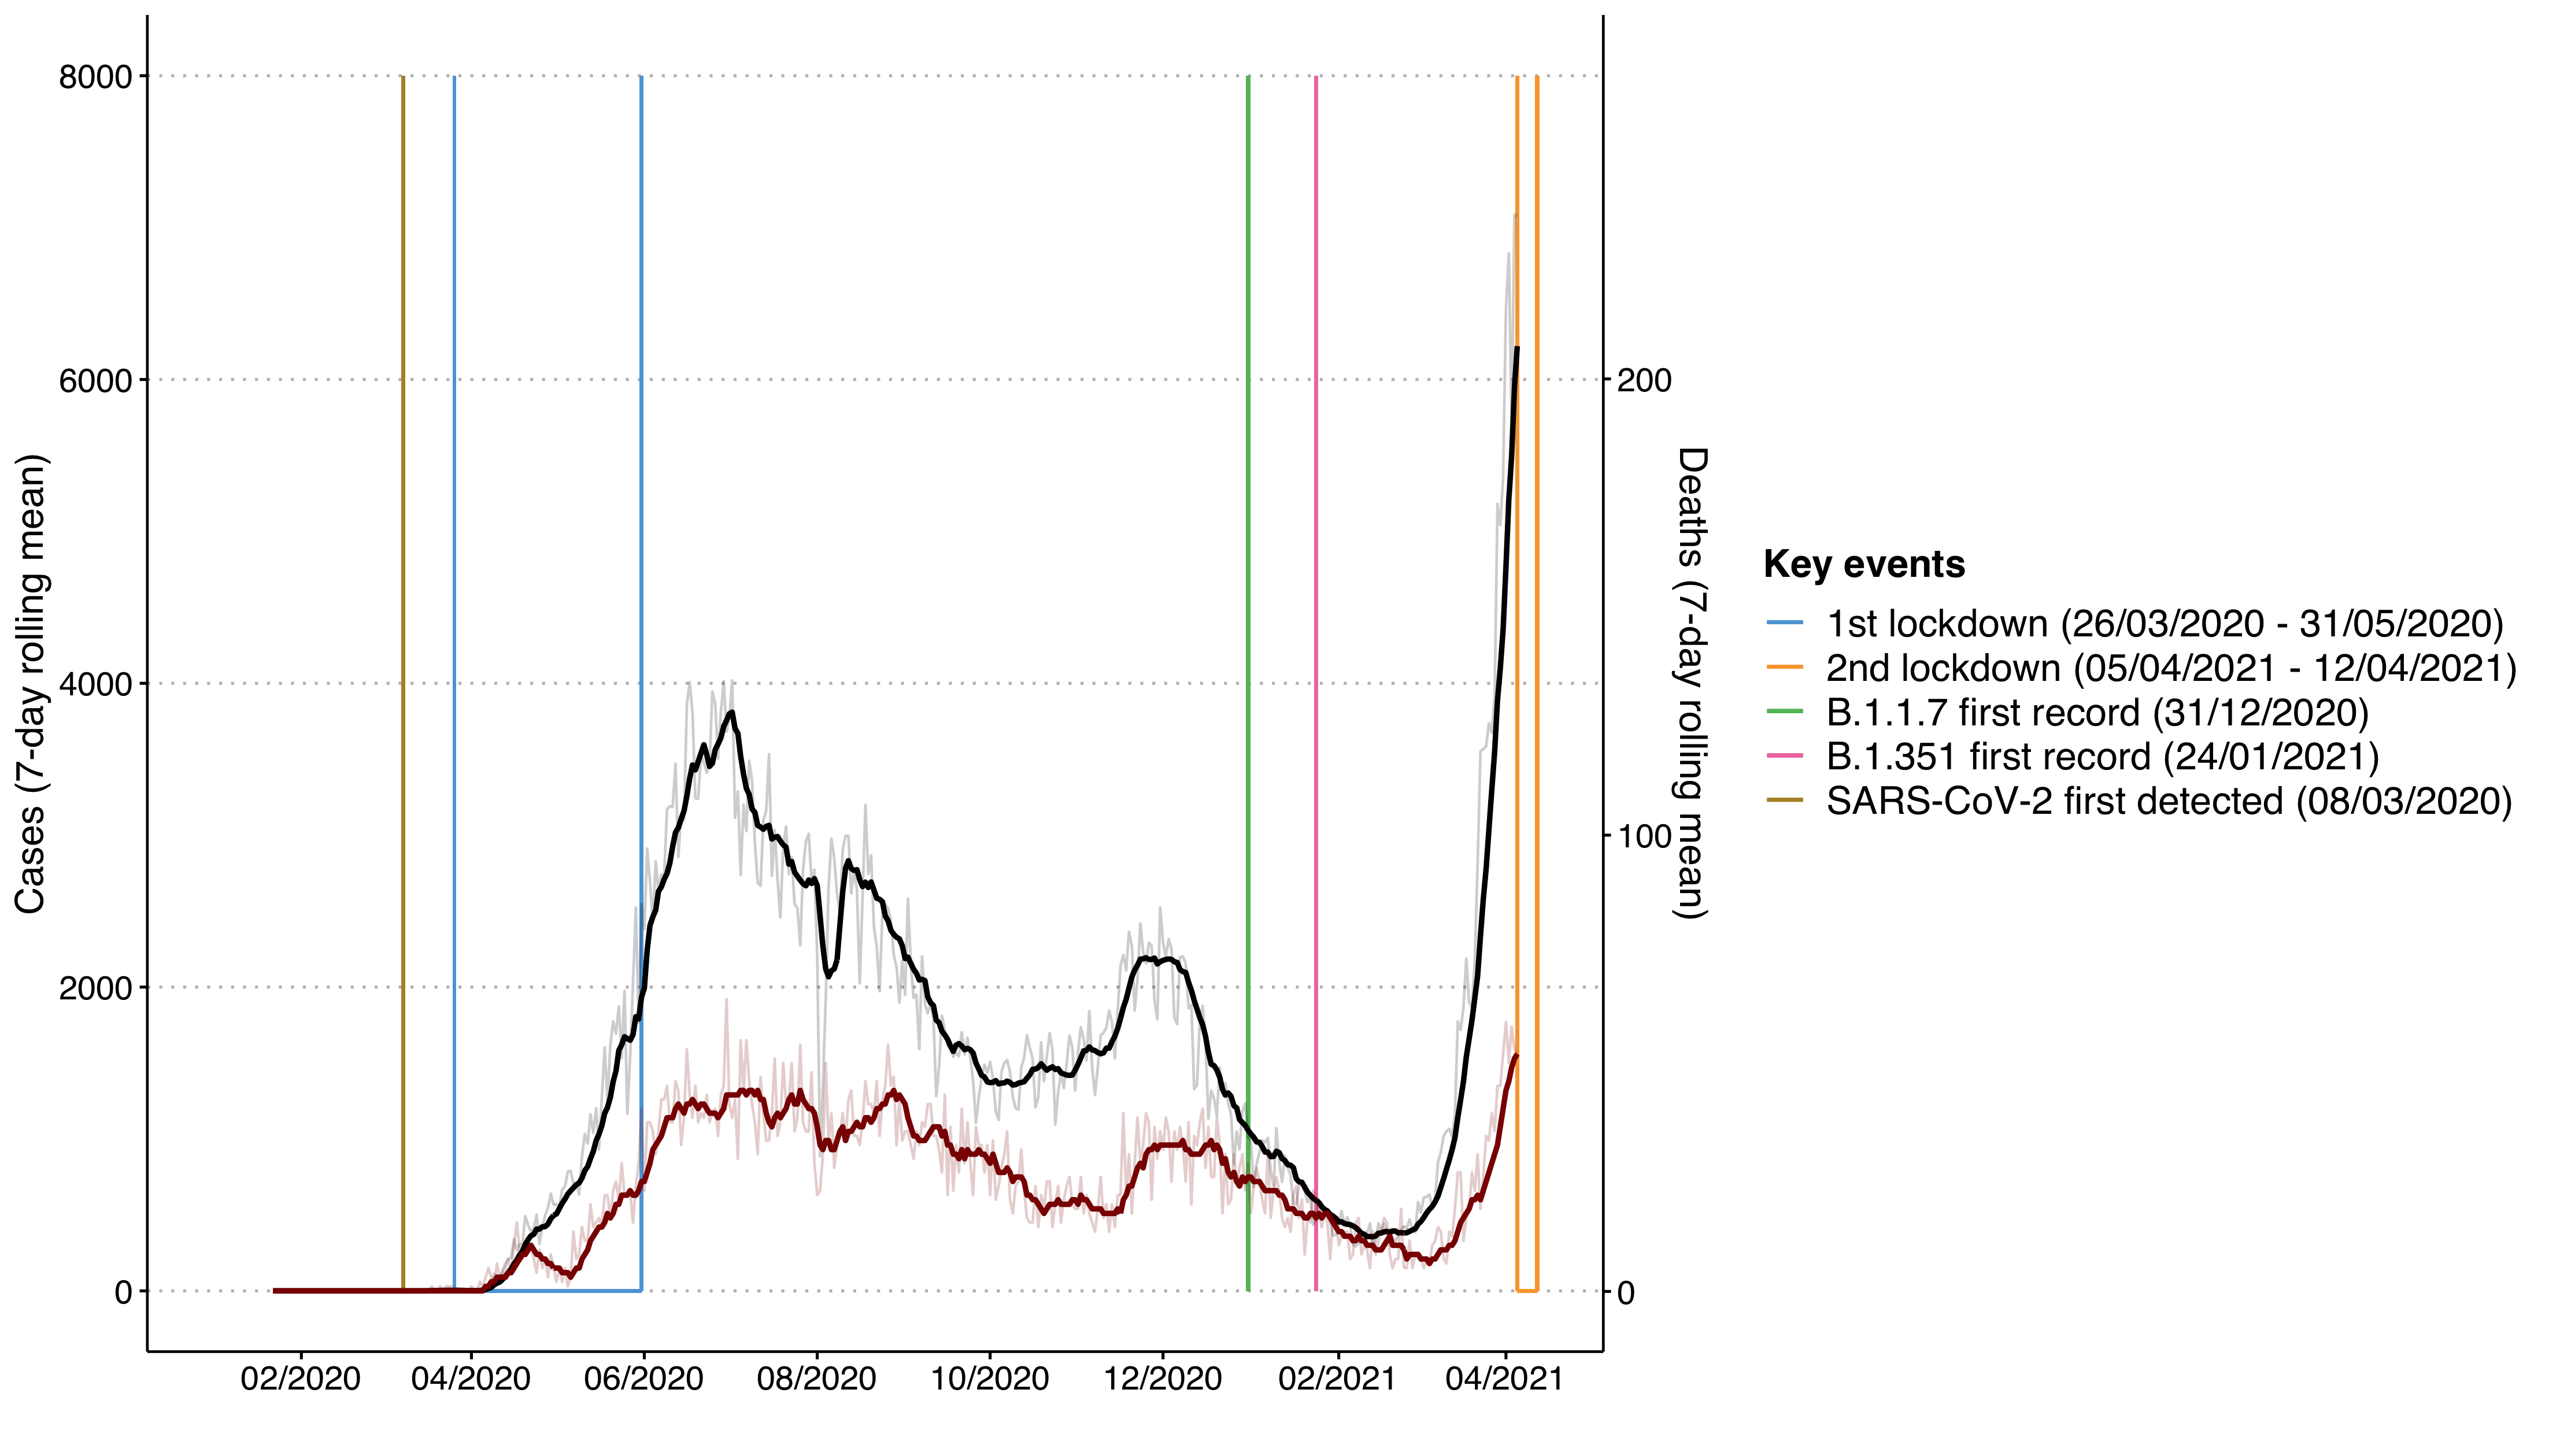 8000
6000
4000
2000
0
Cases (7-day rolling mean)
200
100
0
Deaths (7-day rolling mean)
02/2020
04/2020
06/2020
08/2020
10/2020
12/2020
02/2021
04/2021
Key events
1st lockdown (26/03/2020 - 31/05/2020)
2nd lockdown (05/04/2021 - 12/04/2021)
B.1.1.7 first record (31/12/2020)
B.1.351 first record (24/01/2021)
SARS-CoV-2 first detected (08/03/2020)